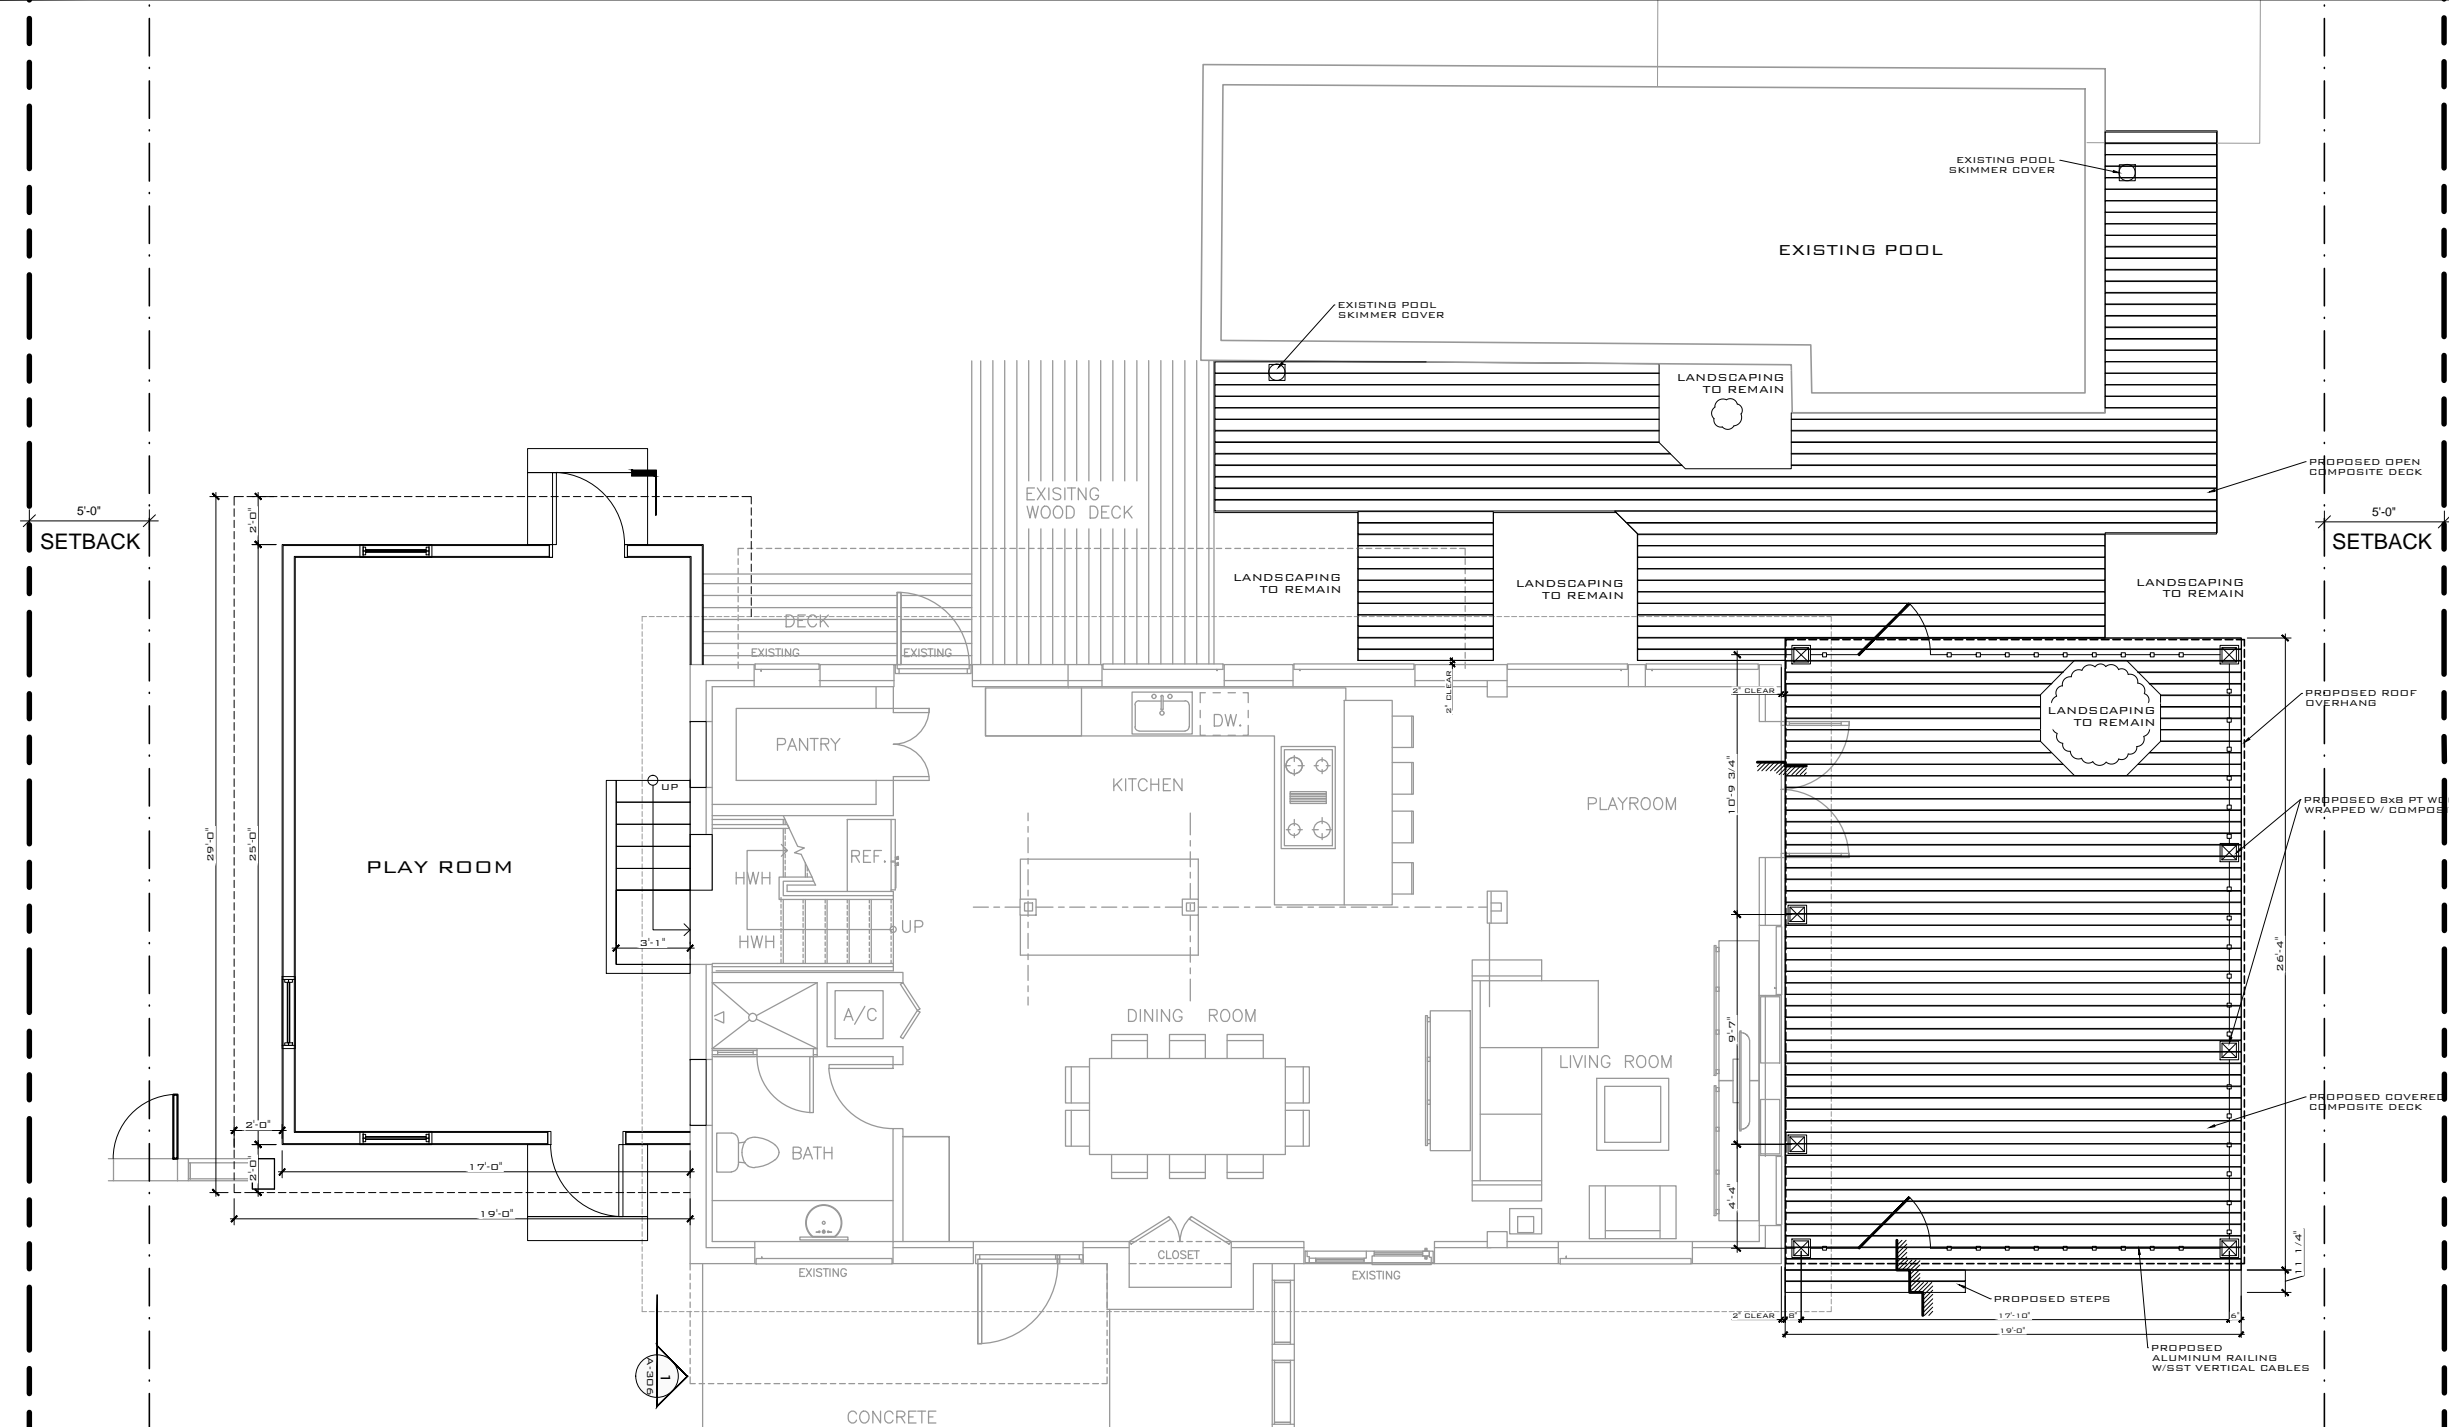 EXISTING POOL
SKIMMER COVER
EXISTING POOL
EXISTING POOL
SKIMMER COVER
LANDSCAPING
TO REMAIN
PROPOSED OPEN
COMPOSITE DECK
EXISITNG
WOOD DECK
5'-0"
SETBACK
5'-0"
SETBACK
2'-0"
LANDSCAPING
TO REMAIN
LANDSCAPING
TO REMAIN
LANDSCAPING
TO REMAIN
DECK
EXISTING
EXISTING
2" CLEAR
2" CLEAR
PROPOSED ROOF
OVERHANG
LANDSCAPING
TO REMAIN
DW.
PANTRY
KITCHEN
PLAYROOM
10'-9 3/4"
UP
PROPOSED 8x8 PT WO
WRAPPED W/ COMPOS
29'-0"
25'-0"
PLAY ROOM
REF.
HWH
UP
HWH
3'-1"
26'-4"
A/C
DINING ROOM
9'-7"
LIVING ROOM
PROPOSED COVERED
COMPOSITE DECK
2'-0"
BATH
2'-0"
17'-0"
4'-4"
19'-0"
CLOSET
EXISTING
EXISTING
11 1/4"
PROPOSED STEPS
2" CLEAR
8"
17'-10"
6"
19'-0"
PROPOSED
ALUMINUM RAILING
W/SST VERTICAL CABLES
1
A-306
CONCRETE